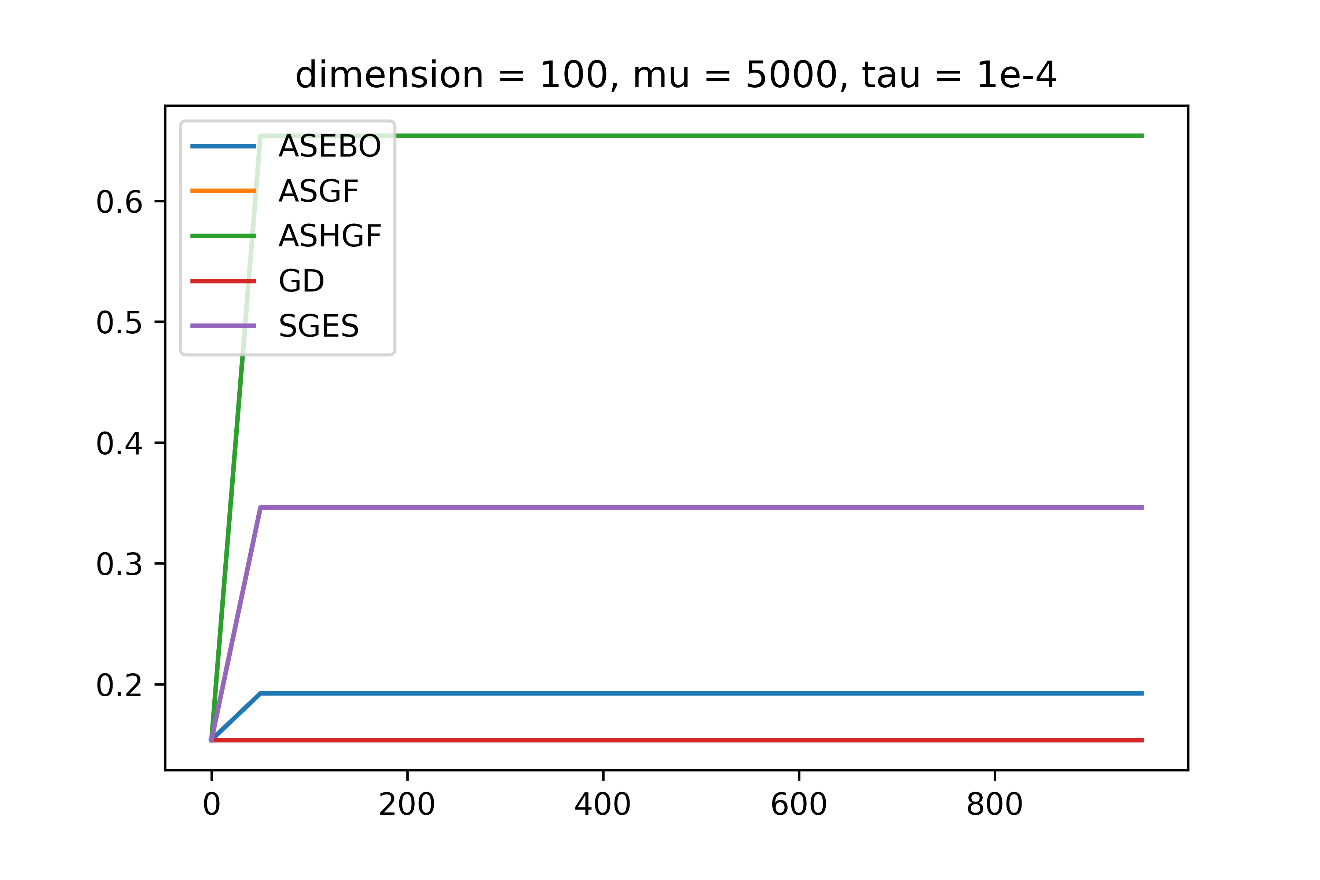 dimension = 100, mu = 5000, tau = 1e-4
ASEBO
ASGF
ASHGF
GD
SGES
0.6
0.5
0.4
0.3
0.2
0 200 400 600 800